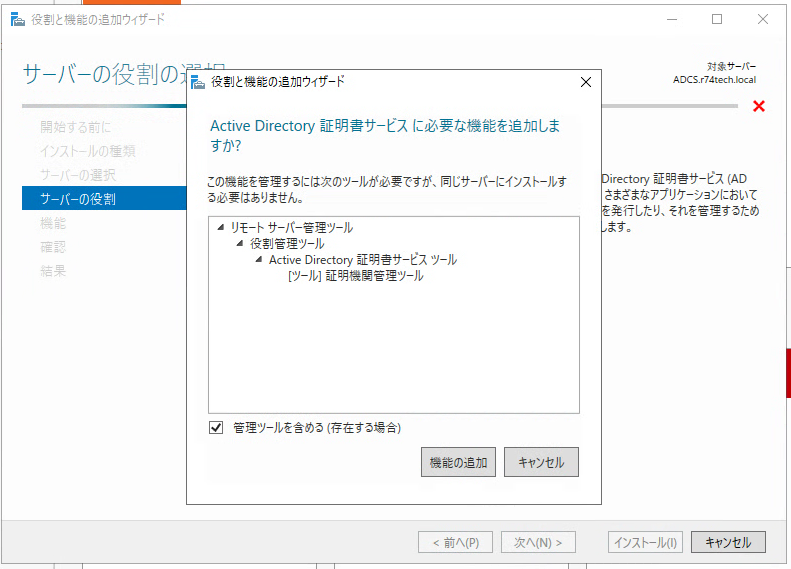 役割と機能の追加ウィザード
サーバーの役割の選択
対象サーバー
ADCS.r74tech.local
開始する前に
インストールの種類
サーバーの選択
サーバーの役割
機能
確認
結果
役割と機能の追加ウィザード
Active Directory 証明書サービス に必要な機能を追加しま
すか?
この機能を管理するには次のツールが必要ですが、同じサーバーにインストールす
る必要はありません。
リモート サーバー管理ツール
役割管理ツール
Active Directory 証明書サービス ツール
[ツール] 証明機関管理ツール
管理ツールを含める (存在する場合)
機能の追加
キャンセル
Directory 証明書サービス (AD
さまざまなアプリケーションにおいて
を発行したり、それを管理するため
します。
< 前へ(P)
次へ(N) >
インストール(I)
キャンセル